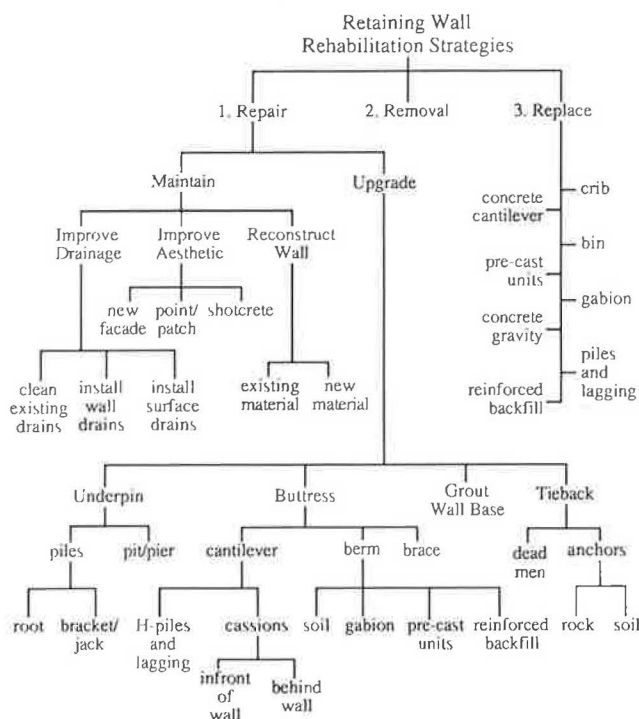 Retaining Wall
Rehabilitation Strategies
1. Repair
2. Removal
3. Replace
Maintain
Upgrade
crib
concrete
cantilever
bin
pre-cast
units
gabion
concrete
gravity
piles
and
lagging
reinforced
backfill
Improve
Drainage
Improve
Aesthetic
Reconstruct
Wall
new
facade
point/
patch
shotcrete
clean
existing
drains
install
wall
drains
install
surface
drains
existing
material
new
material
Underpin
Buttress
Grout
Wall Base
Tieback
piles
pit/pier
cantilever
berm
brace
dead
men
anchors
root
bracket/
jack
H-piles
and
lagging
cassions
soil
gabion
pre-cast
units
reinforced
backfill
rock
soil
infront
of
wall
behind
wall